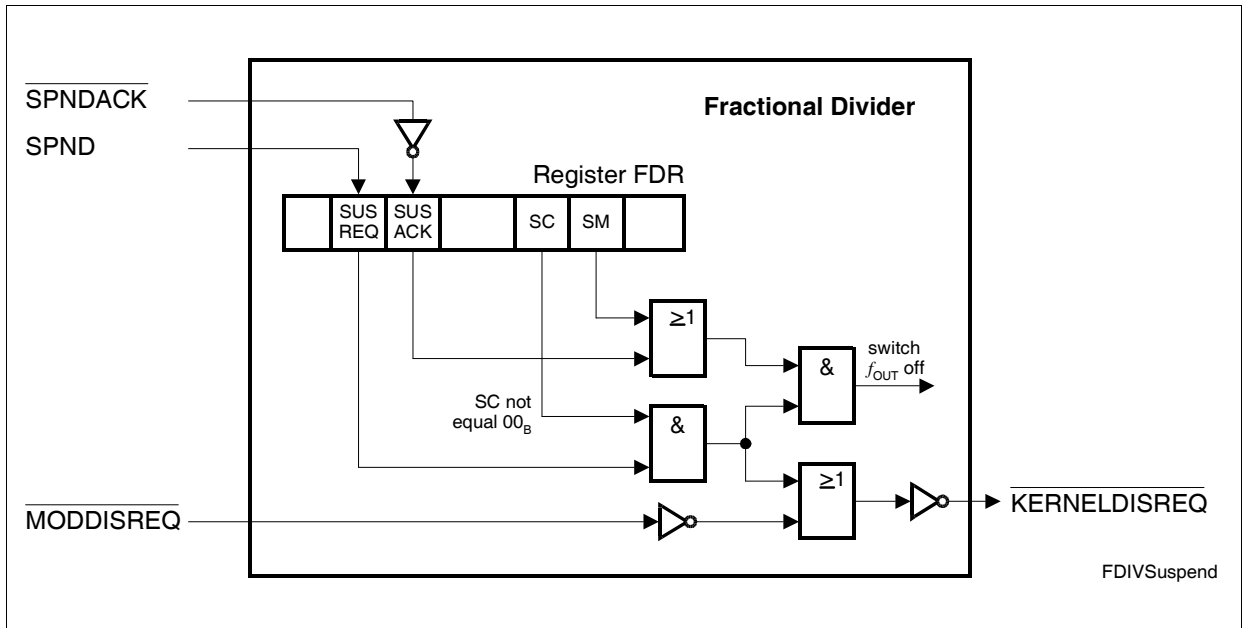 SPNDACK
SPND
Fractional Divider
Register FDR
SUS
REQ
SUS
ACK
SC
SM
≥1
&
switch
fOUT off
SC not
equal 00B
&
≥1
MODDISREQ
KERNELDISREQ
FDIVSuspend